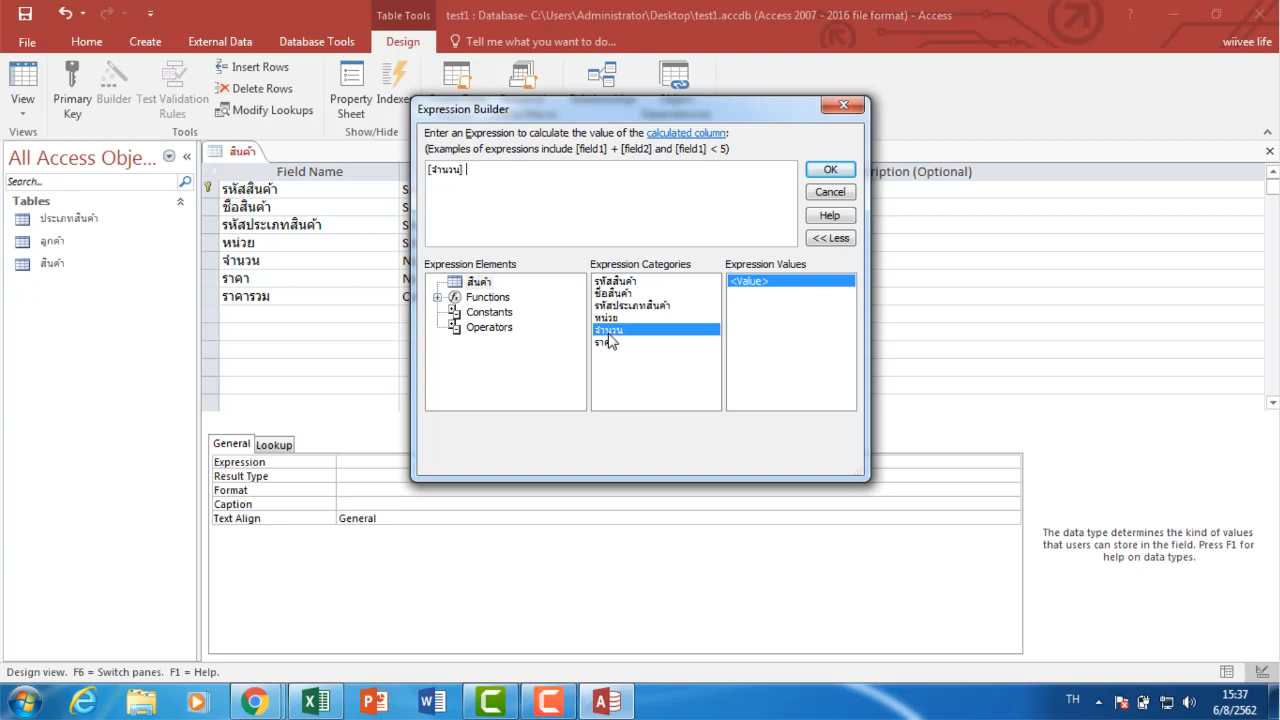 Table Tools
test1 : Database- C:\Users\Administrator\Desktop\test1.accdb (Access 2007 - 2016 file format) - Access
File
Home
Create
External Data
Database Tools
Design
Tell me what you want to do...
wiivee life
View
Primary Key
Builder
Test Validation Rules
Insert Rows
Delete Rows
Modify Lookups
Property Sheet
Indexes
Views
Tools
Show/Hide
All Access Obje...
Search...
Tables
ประเภทสินค้า
ลูกค้า
สินค้า
สินค้า
Field Name
ription (Optional)
รหัสสินค้า
ชื่อสินค้า
รหัสประเภทสินค้า
หน่วย
จำนวน
ราคา
ราคารวม
Expression Builder
Enter an Expression to calculate the value of the calculated column:
(Examples of expressions include [field1] + [field2] and [field1] < 5)
[จำนวน]
OK
Cancel
Help
<< Less
Expression Elements
สินค้า
Functions
Constants
Operators
Expression Categories
รหัสสินค้า
ชื่อสินค้า
รหัสประเภทสินค้า
หน่วย
จำนวน
Expression Values
<Value>
General
Lookup
Expression
Result Type
Format
Caption
Text Align
General
The data type determines the kind of values
that users can store in the field. Press F1 for
help on data types.
Design view. F6 = Switch panes. F1 = Help.
TH
15:37
6/8/2562